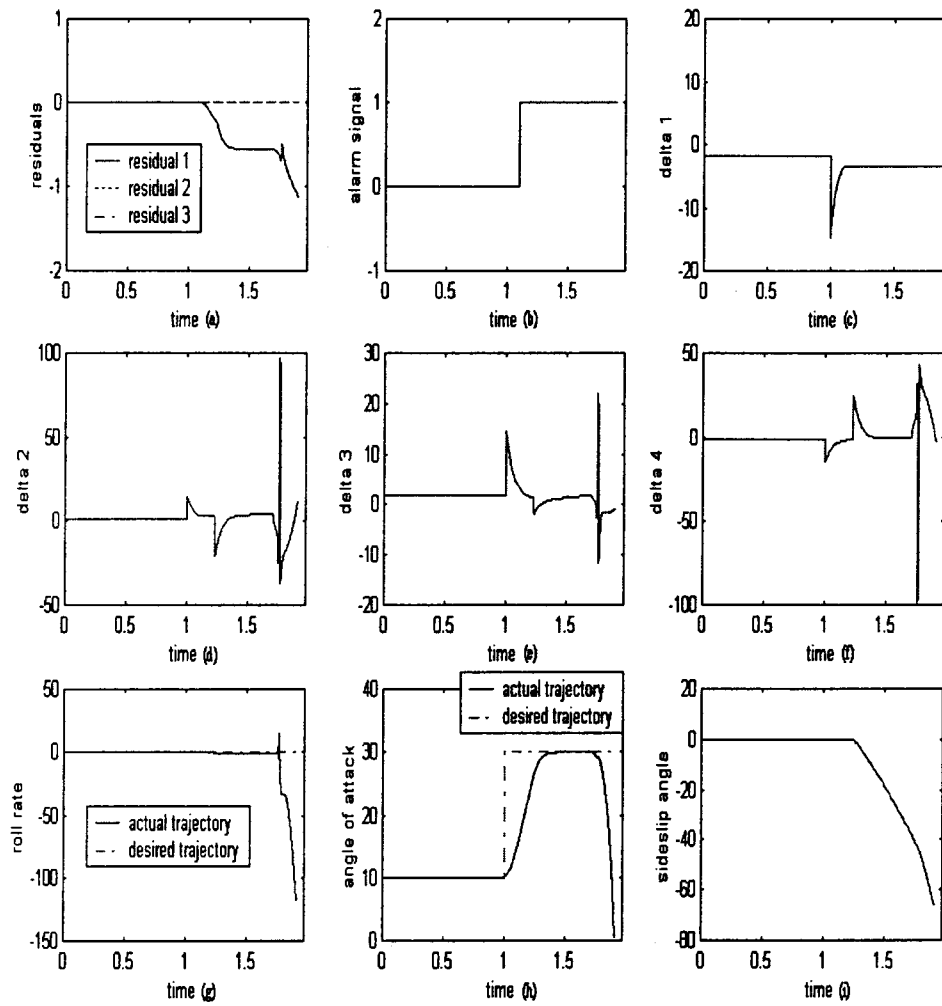 1
0
-1
-2
residuals
residual 1
residual 2
residual 3
0 0.5 1 1.5
time (a)
2
1
0
-1
alarm signal
0 0.5 1 1.5
time (b)
20
10
0
-10
20
delta 1
0 0.5 1 1.5
time (c)
100
50
0
-50
delta 2
0 0.5 1 1.5
time (d)
30
20
10
0
-10
-20
delta 3
0 0.5 1 1.5
time (e)
50
0
-50
-100
delta 4
0 0.5 1 1.5
time (f)
50
0
-50
-100
-150
roll rate
actual trajectory
desired trajectory
0 0.5 1 1.5
time (g)
40
30
20
10
0
angle of attack
actual trajectory
desired trajectory
0 0.5 1 1.5
time (h)
20
0
-20
-40
-60
-80
sideslip angle
0 0.5 1 1.5
time (i)